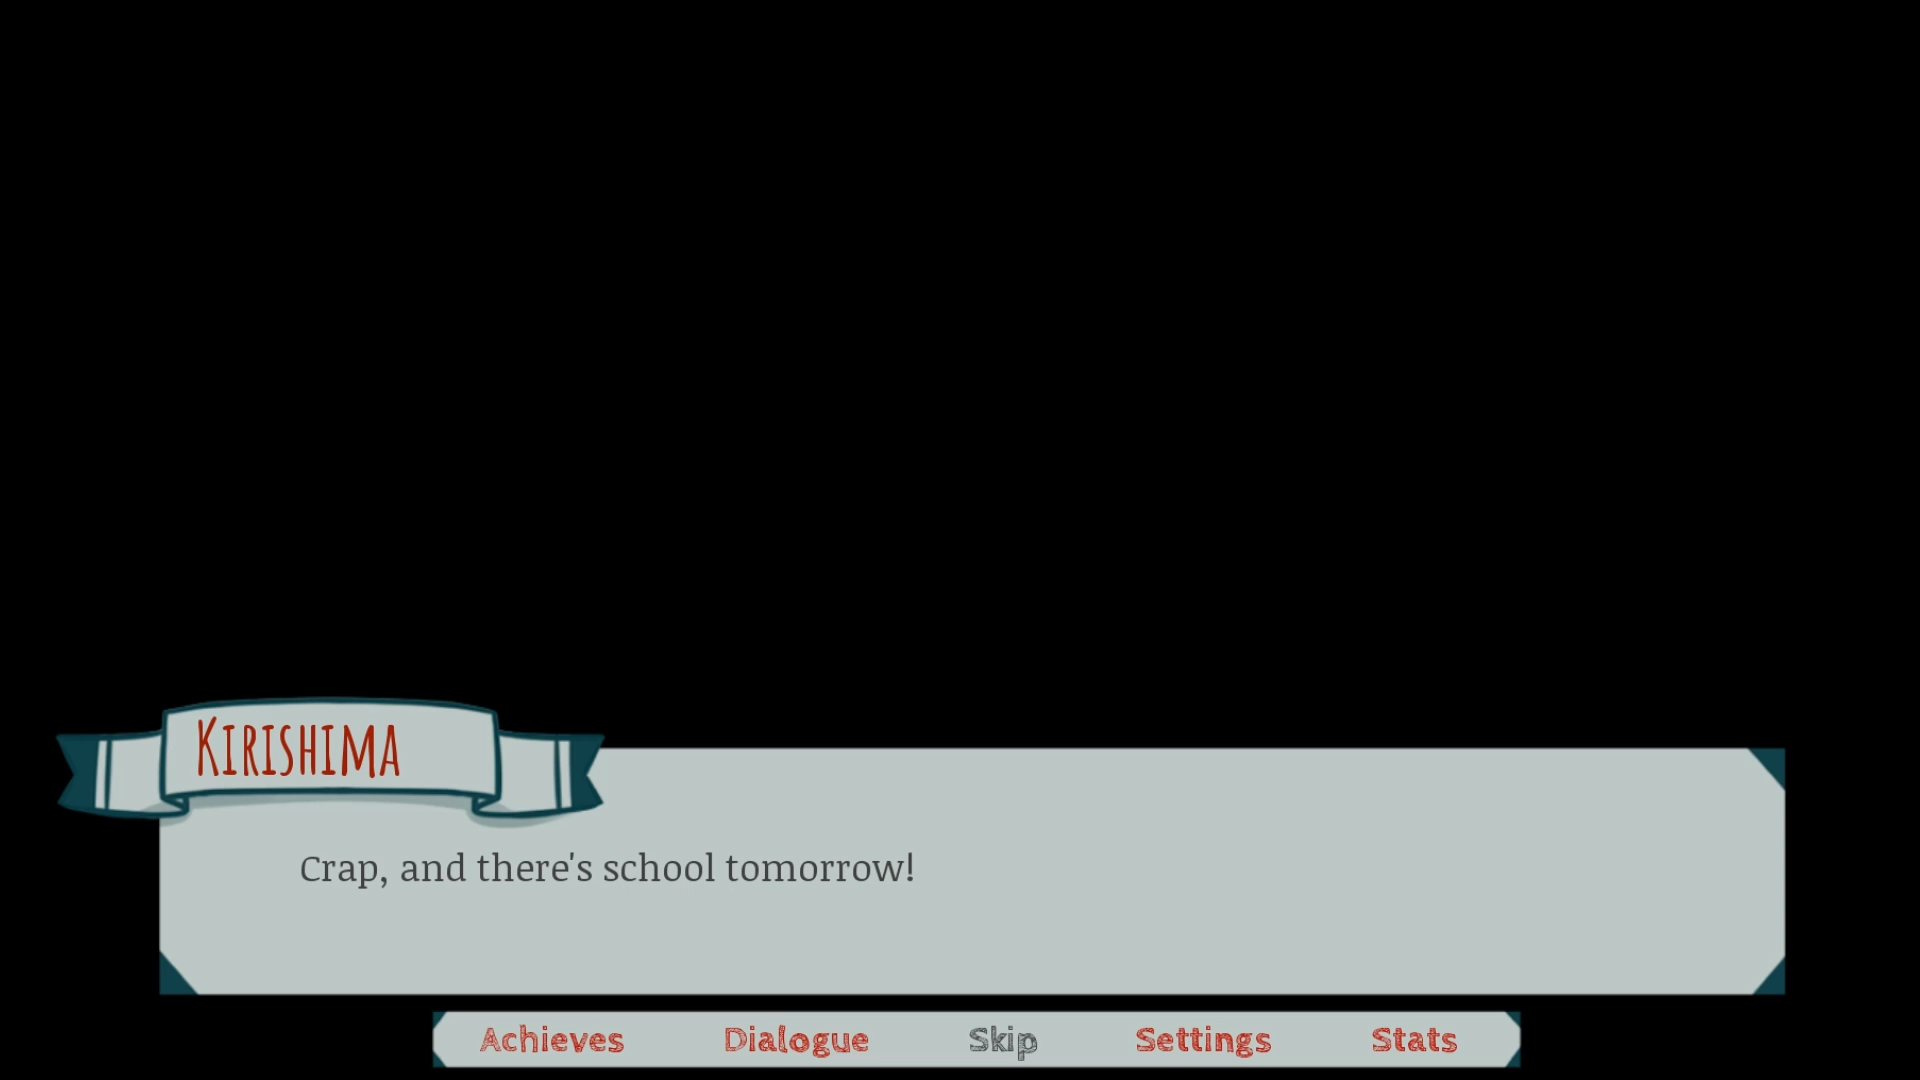 Kirishima
Crap, and there's school tomorrow!
Achieves Dialogue Skip Settings Stats